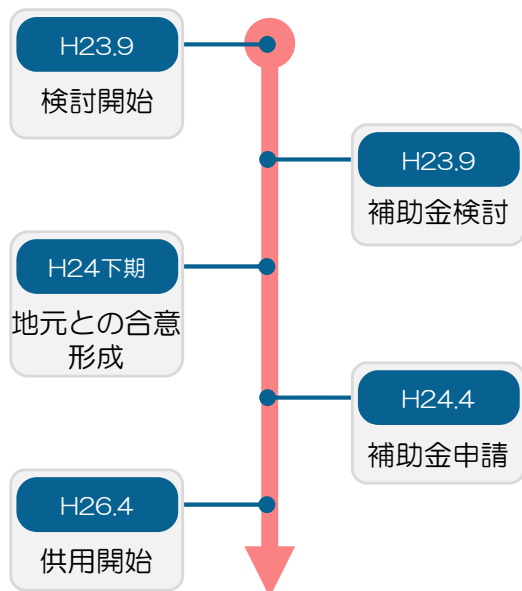 H23.9
検討開始
H23.9
補助金検討
H24下期
地元との合意
形成
H24.4
補助金申請
H26.4
供用開始